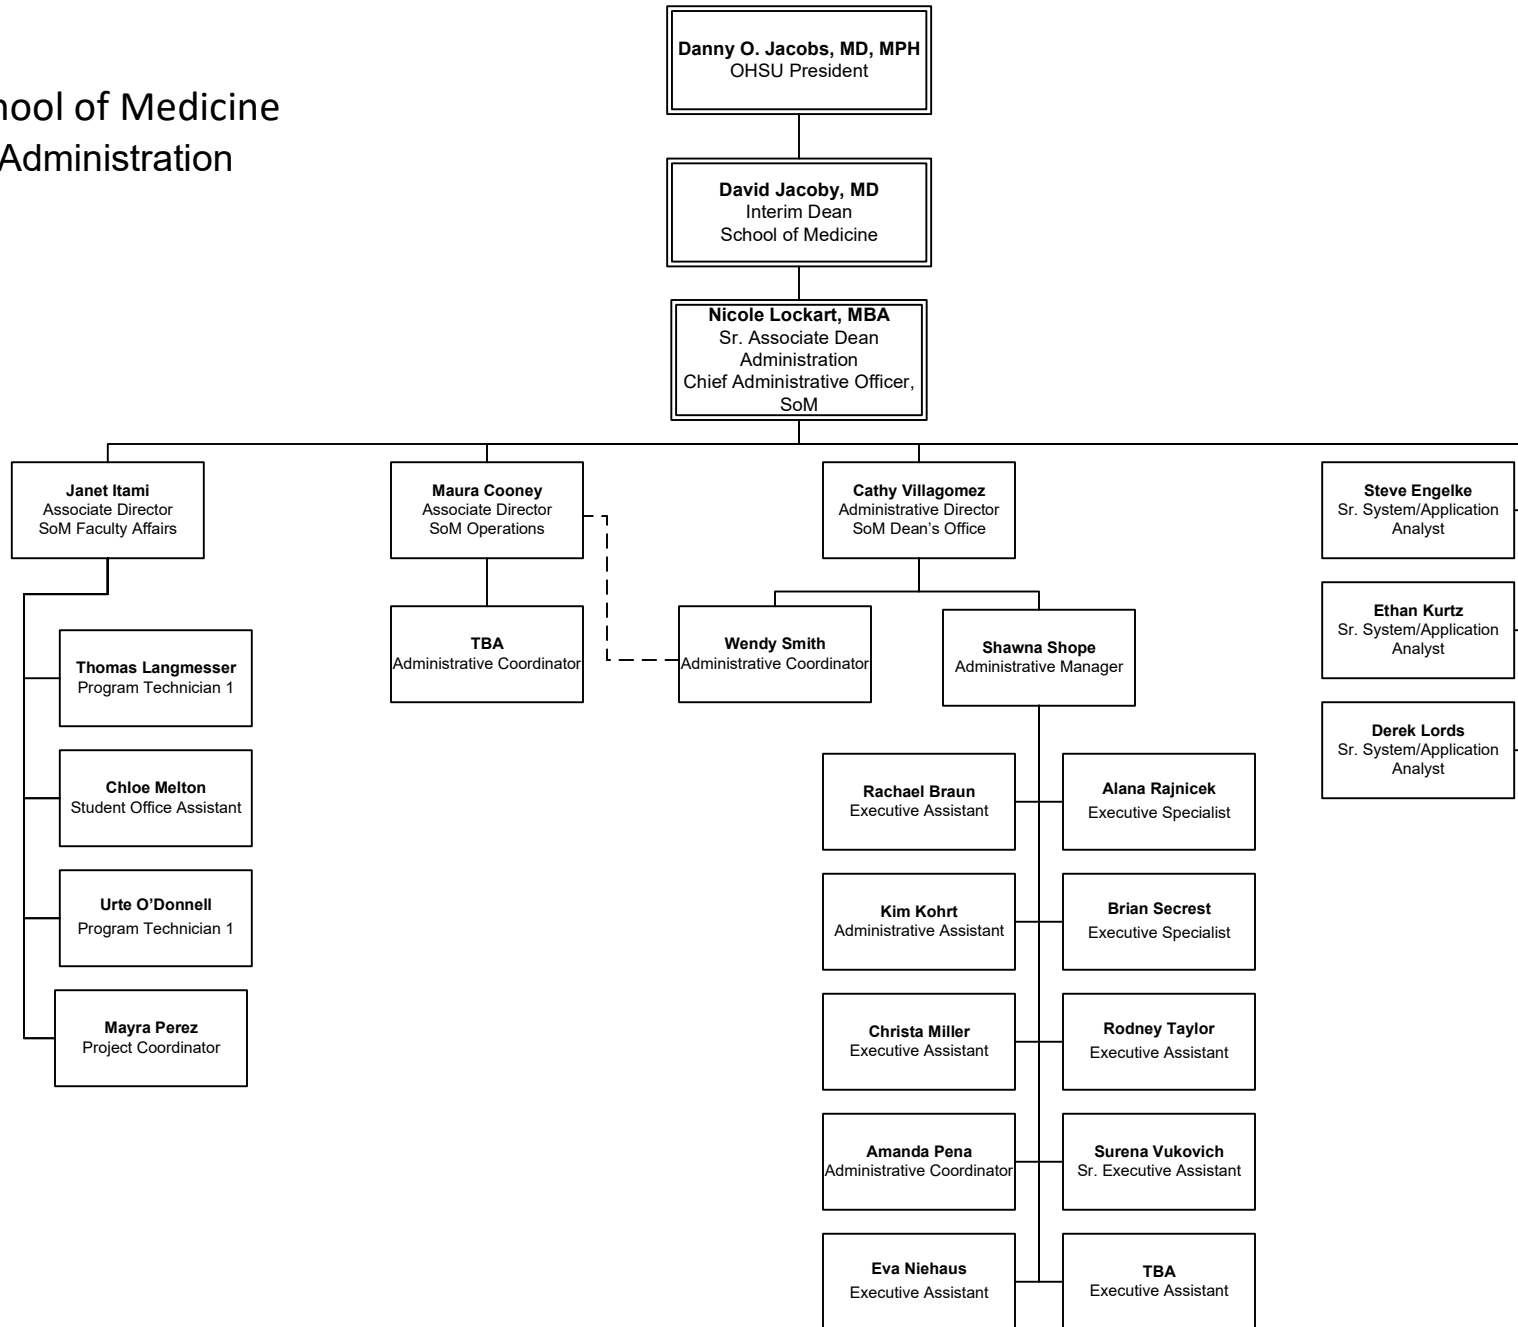 hool of Medicine
Administration
Danny O. Jacobs, MD, MPH
OHSU President
David Jacoby, MD
Interim Dean
School of Medicine
Nicole Lockart, MBA
Sr. Associate Dean
Administration
Chief Administrative Officer,
SoM
Janet Itami
Associate Director
SoM Faculty Affairs
Maura Cooney
Associate Director
SoM Operations
Cathy Villagomez
Administrative Director
SoM Dean’s Office
Steve Engelke
Sr. System/Application
Analyst
Ethan Kurtz
Sr. System/Application
Analyst
Derek Lords
Sr. System/Application
Analyst
TBA
Administrative Coordinator
Wendy Smith
Administrative Coordinator
Shawna Shope
Administrative Manager
Thomas Langmesser
Program Technician 1
Chloe Melton
Student Office Assistant
Urte O’Donnell
Program Technician 1
Mayra Perez
Project Coordinator
Rachael Braun
Executive Assistant
Alana Rajnicek
Executive Specialist
Kim Kohrt
Administrative Assistant
Brian Secrest
Executive Specialist
Christa Miller
Executive Assistant
Rodney Taylor
Executive Assistant
Amanda Pena
Administrative Coordinator
Surena Vukovich
Sr. Executive Assistant
Eva Niehaus
Executive Assistant
TBA
Executive Assistant